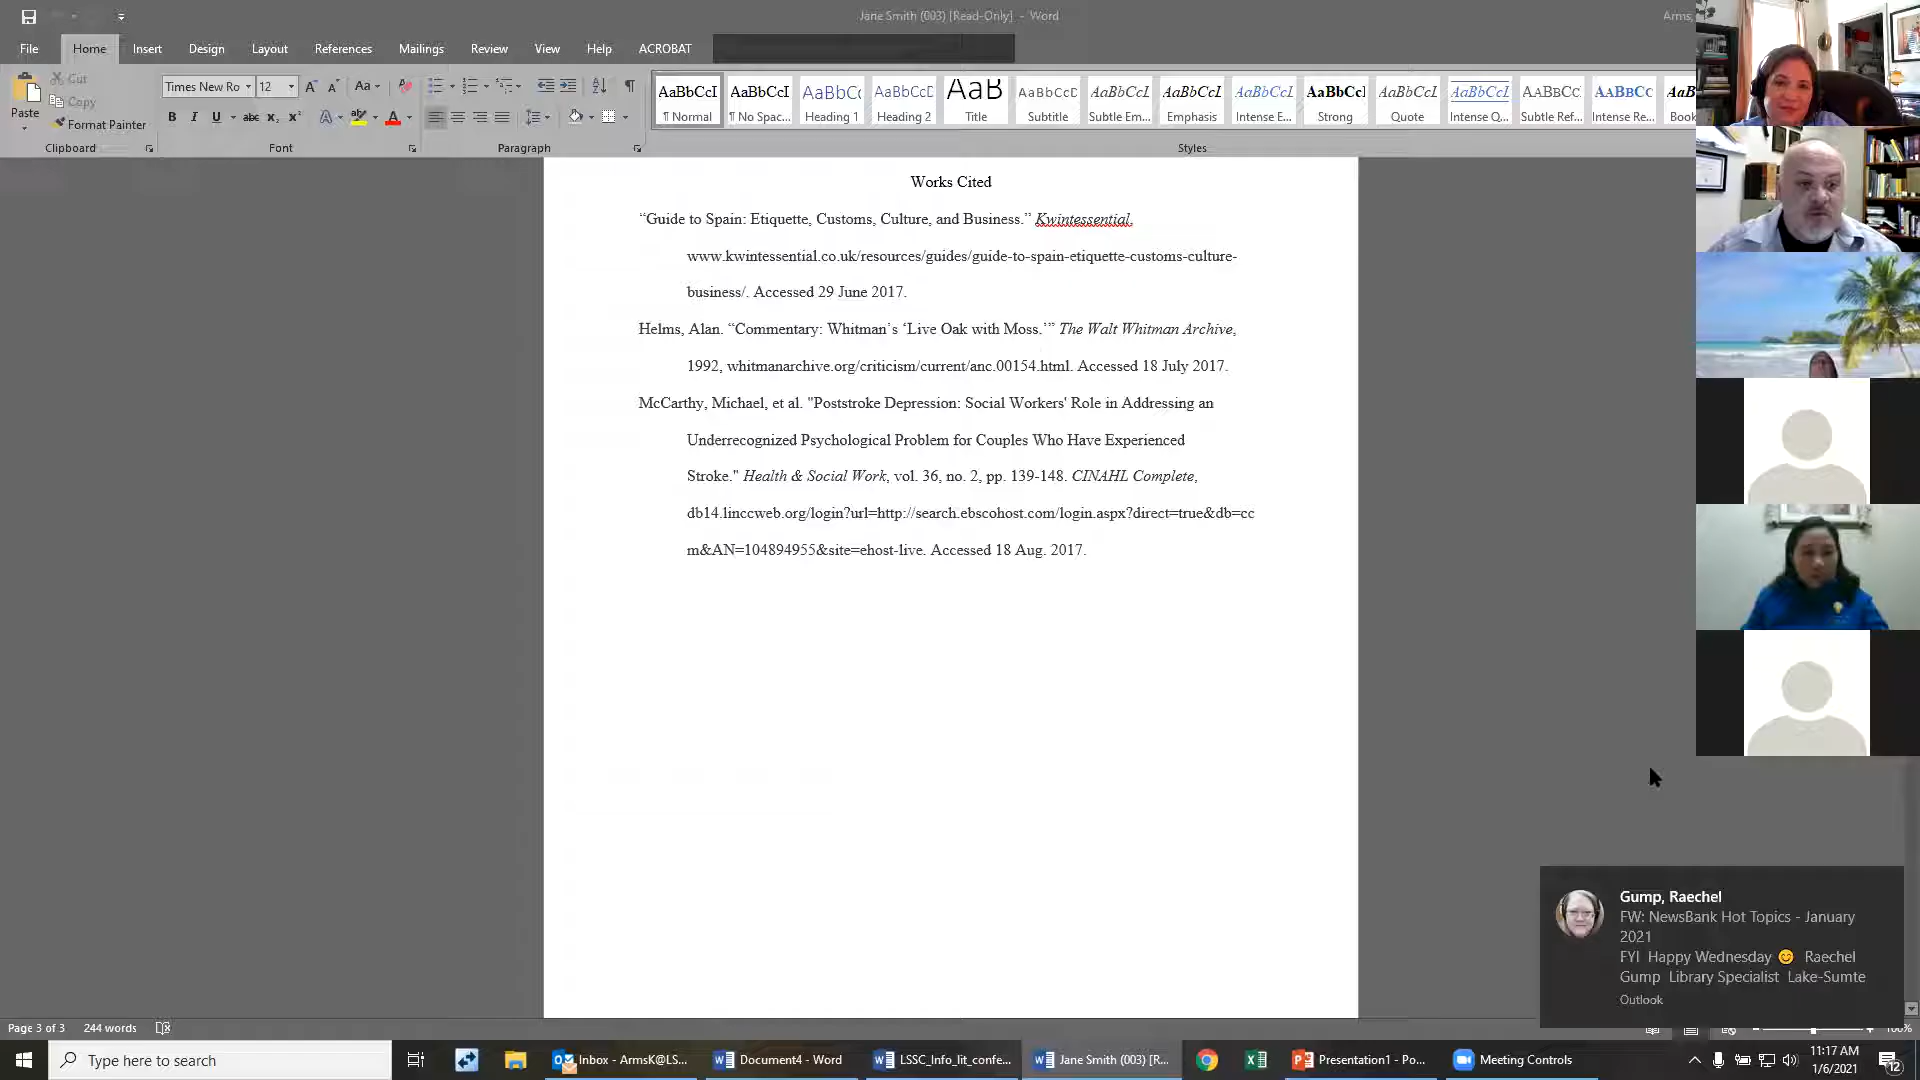 Jane Smith (003) [Read-Only] - Word
Arms,
File Home Insert Design Layout References Mailings Review View Help ACROBAT
Paste
Cut
Copy
Format Painter
Times New Ro 12
AaBbCcI AaBbCcI AaBbCc AaBbCcD AaB AaBbCcD AaBbCcL AaBbCcL AaBbCcL AaBbCcI AaBbCcL AaBbCcL AABBCC AABBCC AaB
¶ Normal ¶ No Spac... Heading 1 Heading 2 Title Subtitle Subtle Em... Emphasis Intense E... Strong Quote Intense Q... Subtle Ref... Intense Re... Book
Clipboard Font Paragraph Styles
Works Cited
“Guide to Spain: Etiquette, Customs, Culture, and Business.” Kwintessential,
www.kwintessential.co.uk/resources/guides/guide-to-spain-etiquette-customs-culture-
business/. Accessed 29 June 2017.
Helms, Alan. “Commentary: Whitman’s ‘Live Oak with Moss.’” The Walt Whitman Archive,
1992, whitmanarchive.org/criticism/current/anc.00154.html. Accessed 18 July 2017.
McCarthy, Michael, et al. "Poststroke Depression: Social Workers' Role in Addressing an
Underrecognized Psychological Problem for Couples Who Have Experienced
Stroke." Health & Social Work, vol. 36, no. 2, pp. 139-148. CINAHL Complete,
db14.linccweb.org/login?url=http://search.ebscohost.com/login.aspx?direct=true&db=cc
m&AN=104894955&site=ehost-live. Accessed 18 Aug. 2017.
Gump, Raechel
FW: NewsBank Hot Topics - January
2021
FYI Happy Wednesday 😊 Raechel
Gump Library Specialist Lake-Sumte
Outlook
Page 3 of 3 244 words
100%
Type here to search
Inbox - ArmsK@LS...
Document4 - Word
LSSC_Info_lit_confe...
Jane Smith (003) [R...
Presentation1 - Po...
Meeting Controls
11:17 AM
1/6/2021
12